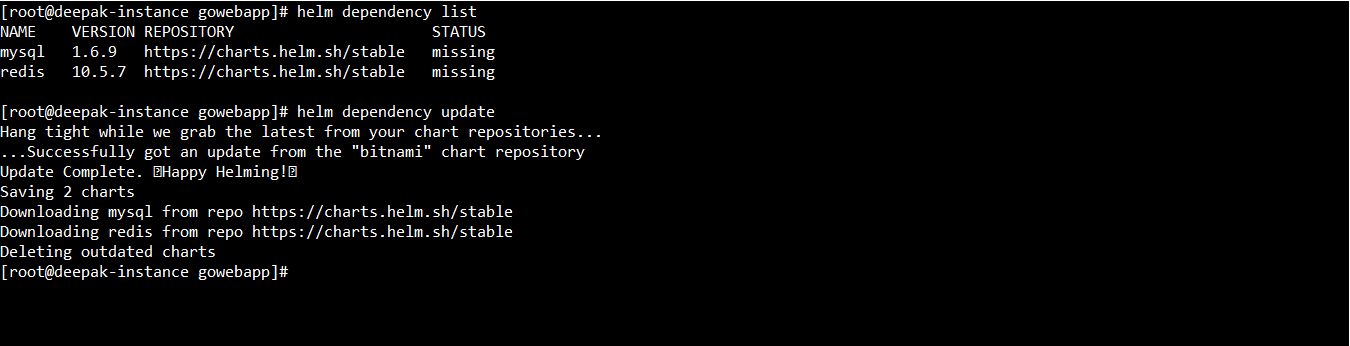 [root@deepak-instance gowebapp]# helm dependency list
NAME    VERSION REPOSITORY                      STATUS
mysql   1.6.9   https://charts.helm.sh/stable   missing
redis   10.5.7  https://charts.helm.sh/stable   missing
[root@deepak-instance gowebapp]# helm dependency update
Hang tight while we grab the latest from your chart repositories...
...Successfully got an update from the "bitnami" chart repository
Update Complete. ⍰Happy Helming!⍰
Saving 2 charts
Downloading mysql from repo https://charts.helm.sh/stable
Downloading redis from repo https://charts.helm.sh/stable
Deleting outdated charts
[root@deepak-instance gowebapp]#